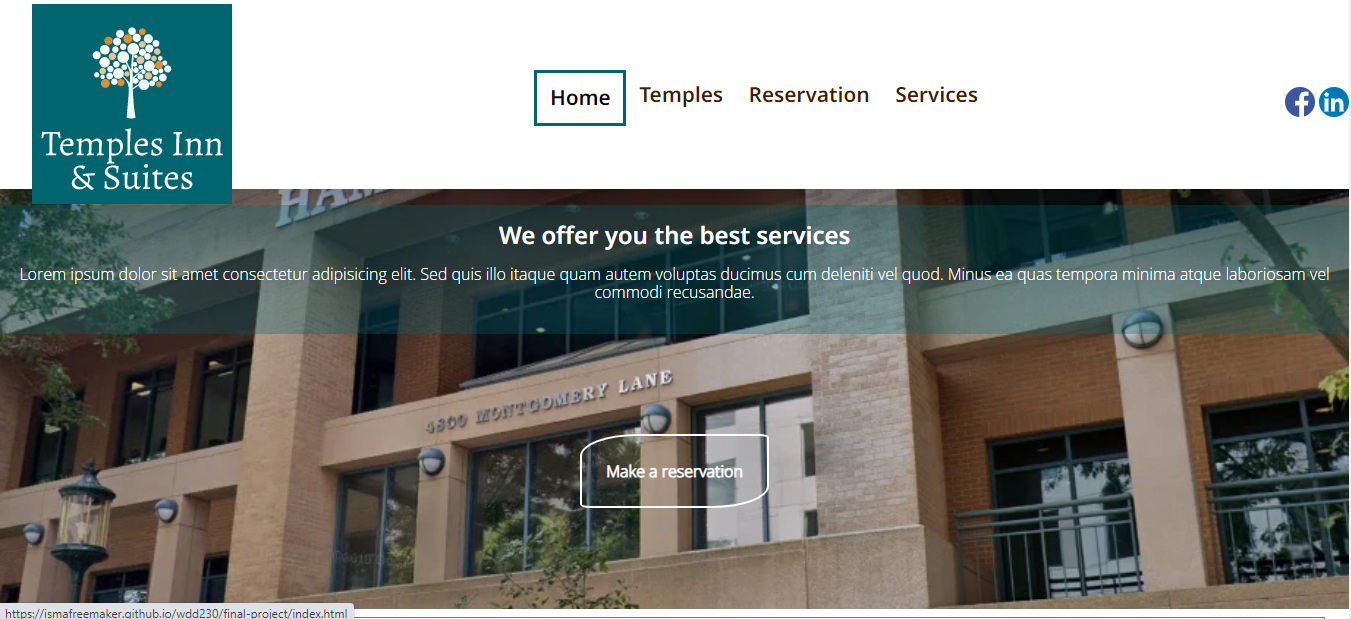 Temples Inn
& Suites
Home Temples Reservation Services
HAM
We offer you the best services
Lorem ipsum dolor sit amet consectetur adipisicing elit. Sed quis illo itaque quam autem voluptas ducimus cum deleniti vel quod. Minus ea quas tempora minima atque laboriosam vel
commodi recusandae.
4800 MONTGOMERY LANE
Make a reservation
https://ismafreemaker.github.io/wdd230/final-project/index.html